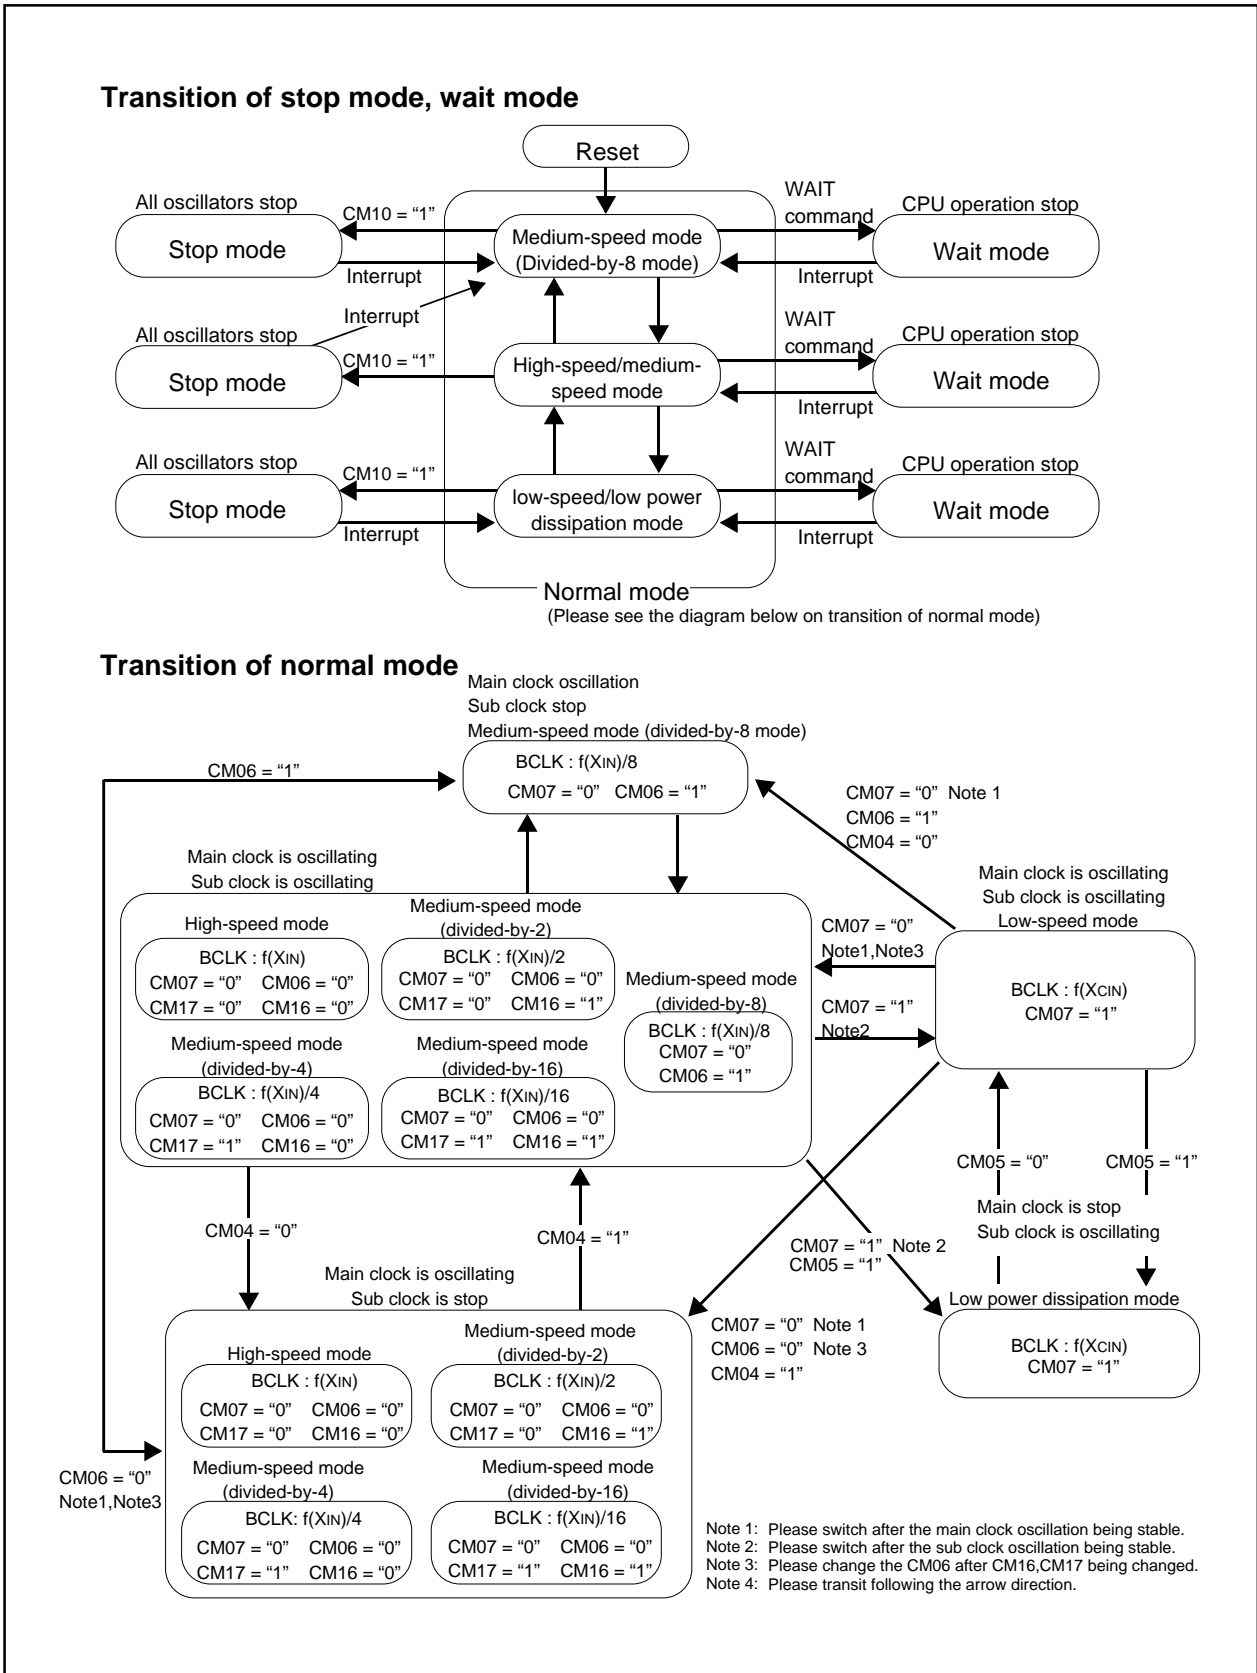 Transition of stop mode, wait mode
Reset
All oscillators stop
Stop mode
CM10 = “1”
Interrupt
Medium-speed mode
(Divided-by-8 mode)
WAIT
command
Interrupt
CPU operation stop
Wait mode
All oscillators stop
Stop mode
Interrupt
CM10 = “1”
High-speed/medium-
speed mode
WAIT
command
Interrupt
CPU operation stop
Wait mode
All oscillators stop
Stop mode
CM10 = “1”
Interrupt
low-speed/low power
dissipation mode
WAIT
command
Interrupt
CPU operation stop
Wait mode
Normal mode
(Please see the diagram below on transition of normal mode)
Transition of normal mode
Main clock oscillation
Sub clock stop
Medium-speed mode (divided-by-8 mode)
BCLK : f(XIN)/8
CM07 = “0” CM06 = “1”
CM06 = “1”
CM07 = “0” Note 1
CM06 = “1”
CM04 = “0”
Main clock is oscillating
Sub clock is oscillating
High-speed mode
BCLK : f(XIN)
CM07 = “0” CM06 = “0”
CM17 = “0” CM16 = “0”
Medium-speed mode
(divided-by-2)
BCLK : f(XIN)/2
CM07 = “0” CM06 = “0”
CM17 = “0” CM16 = “1”
Medium-speed mode
(divided-by-8)
BCLK : f(XIN)/8
CM07 = “0”
CM06 = “1”
Medium-speed mode
(divided-by-4)
BCLK : f(XIN)/4
CM07 = “0” CM06 = “0”
CM17 = “1” CM16 = “0”
Medium-speed mode
(divided-by-16)
BCLK : f(XIN)/16
CM07 = “0” CM06 = “0”
CM17 = “1” CM16 = “1”
CM07 = “0”
Note1,Note3
CM07 = “1”
Note2
Main clock is oscillating
Sub clock is oscillating
Low-speed mode
BCLK : f(XCIN)
CM07 = “1”
CM05 = “0”
CM05 = “1”
Main clock is stop
Sub clock is oscillating
Low power dissipation mode
BCLK : f(XCIN)
CM07 = “1”
CM04 = “0”
CM04 = “1”
CM07 = “1” Note 2
CM05 = “1”
CM07 = “0” Note 1
CM06 = “0” Note 3
CM04 = “1”
Main clock is oscillating
Sub clock is stop
High-speed mode
BCLK : f(XIN)
CM07 = “0” CM06 = “0”
CM17 = “0” CM16 = “0”
Medium-speed mode
(divided-by-2)
BCLK : f(XIN)/2
CM07 = “0” CM06 = “0”
CM17 = “0” CM16 = “1”
Medium-speed mode
(divided-by-4)
BCLK: f(XIN)/4
CM07 = “0” CM06 = “0”
CM17 = “1” CM16 = “0”
Medium-speed mode
(divided-by-16)
BCLK : f(XIN)/16
CM07 = “0” CM06 = “0”
CM17 = “1” CM16 = “1”
CM06 = “0”
Note1,Note3
Note 1: Please switch after the main clock oscillation being stable.
Note 2: Please switch after the sub clock oscillation being stable.
Note 3: Please change the CM06 after CM16,CM17 being changed.
Note 4: Please transit following the arrow direction.